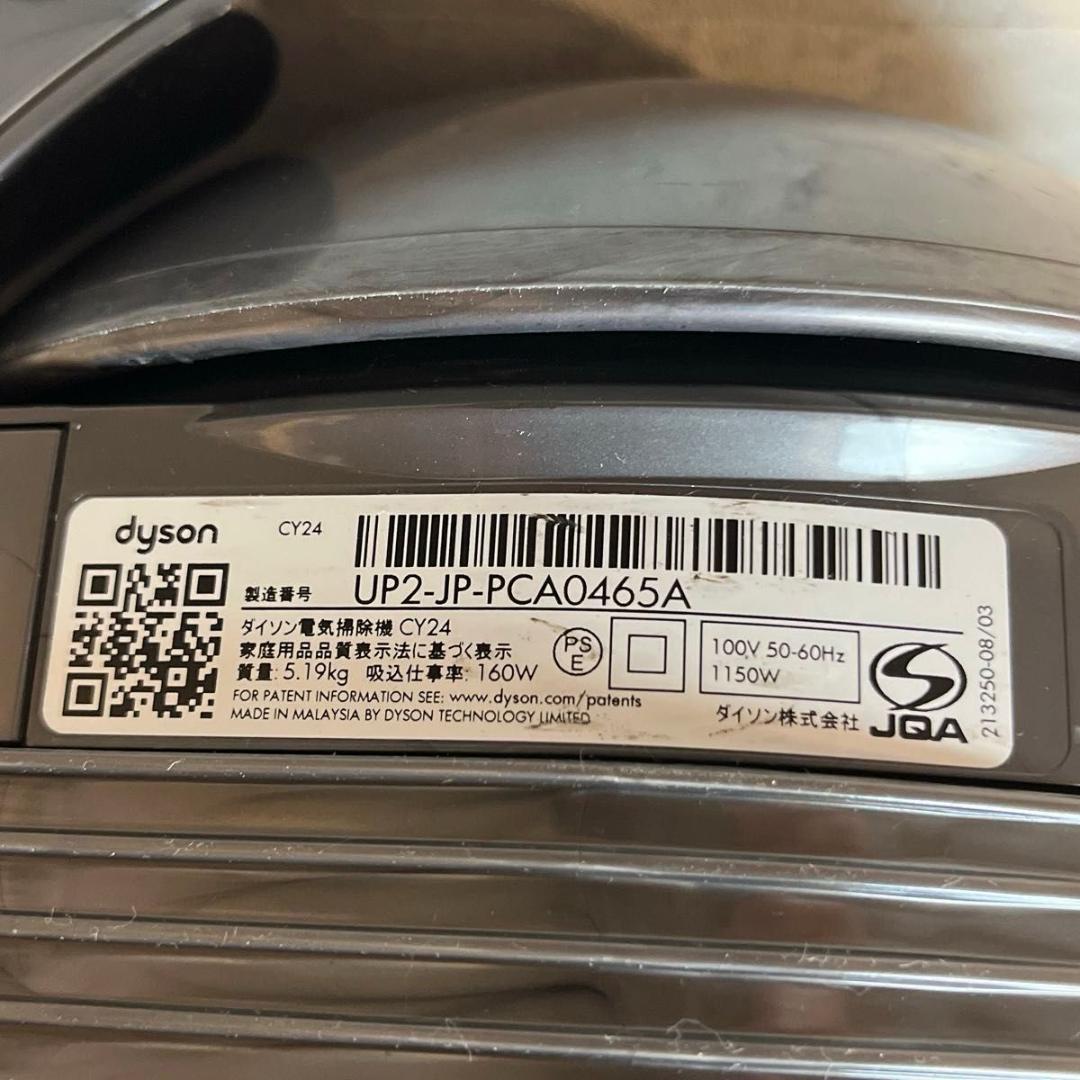 dyson
CY24
製造番号 UP2-JP-PCA0465A
ダイソン電気掃除機 CY24
家庭用品品質表示法に基づく表示
質量: 5.19kg 吸込仕事率: 160W
FOR PATENT INFORMATION SEE: www.dyson.com/patents
MADE IN MALAYSIA BY DYSON TECHNOLOGY LIMITED
PS
E
100V 50-60Hz
1150W
ダイソン株式会社
JQA
213250-08/03